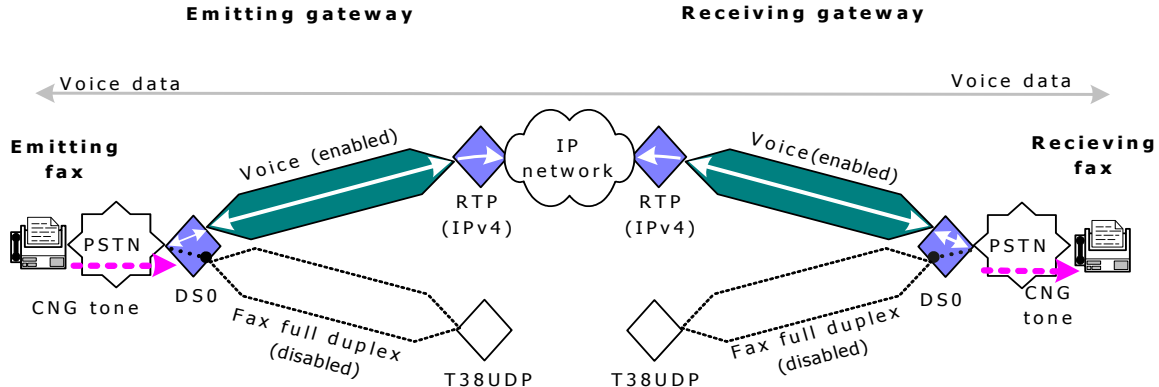 Emitting gateway
Receiving gateway
Voice data
Voice data
Emitting
fax
Voice (enabled)
IP
network
Voice(enabled)
Recieving
fax
RTP
(IPv4)
RTP
(IPv4)
PSTN
PSTN
CNG tone
DS0
DS0
CNG
tone
Fax full duplex
(disabled)
Fax full duplex
(disabled)
T38UDP
T38UDP